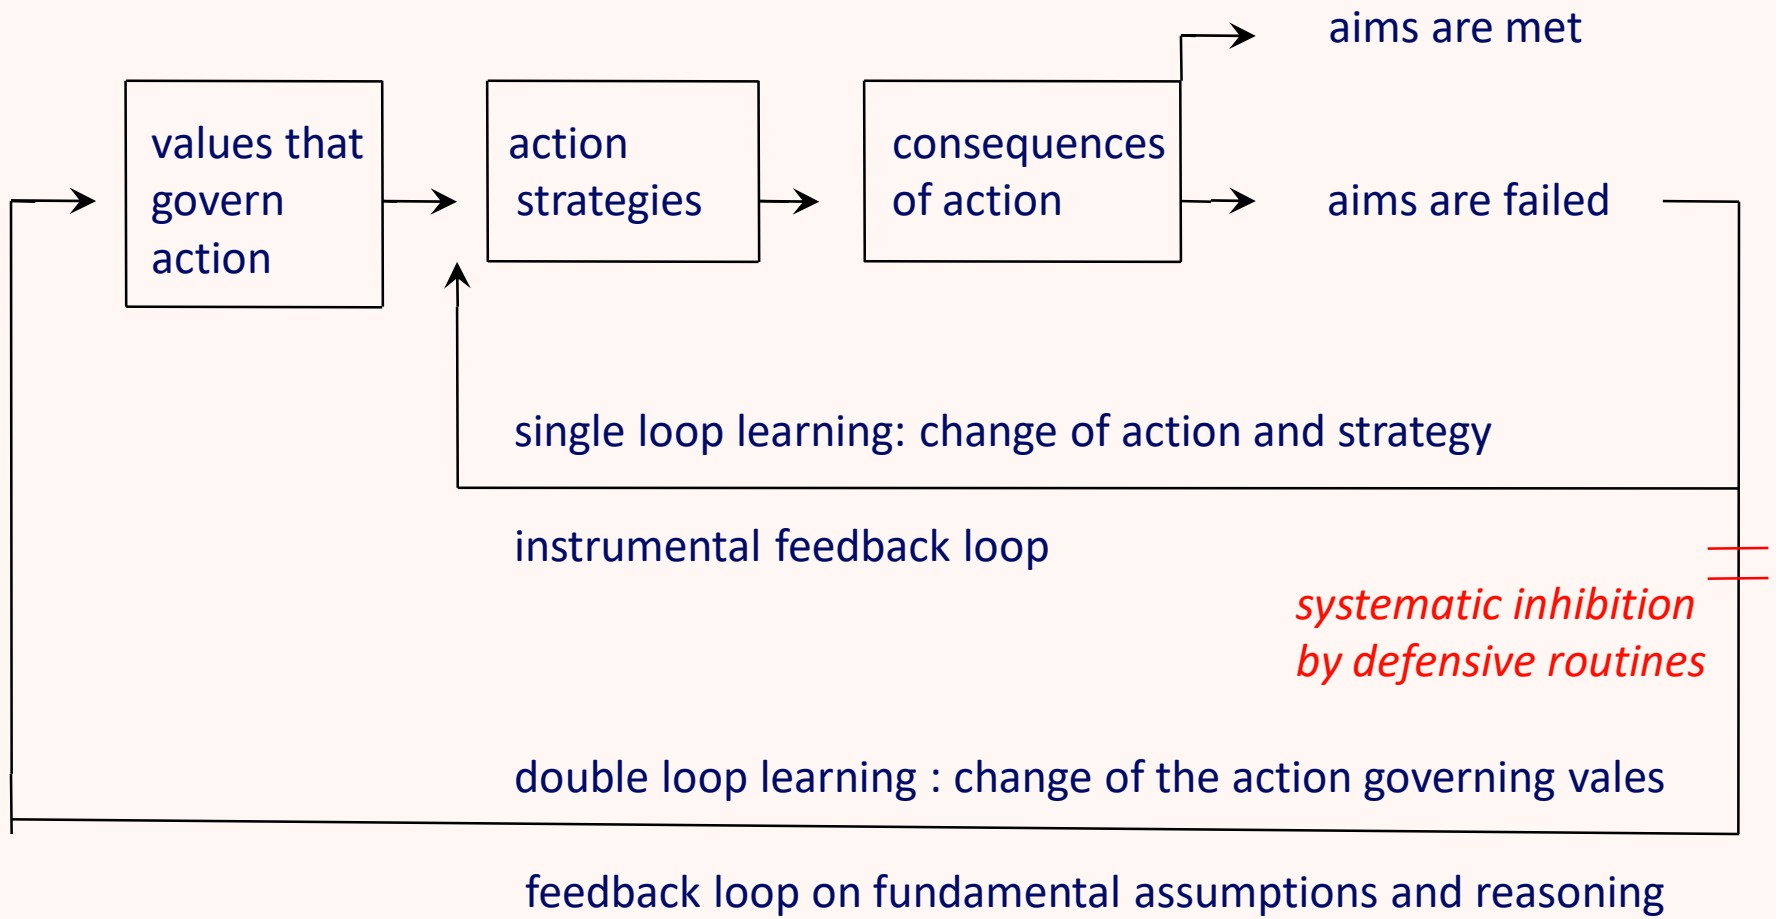 aims are met
values that
govern
action
action
strategies
consequences
of action
aims are failed
single loop learning: change of action and strategy
instrumental feedback loop
systematic inhibition
by defensive routines
double loop learning : change of the action governing vales
feedback loop on fundamental assumptions and reasoning